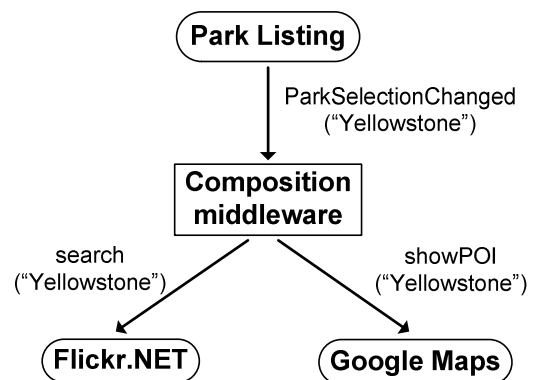 Park Listing
ParkSelectionChanged
(“Yellowstone”)
Composition
middleware
search
(“Yellowstone”)
showPOI
(“Yellowstone”)
Flickr.NET
Google Maps